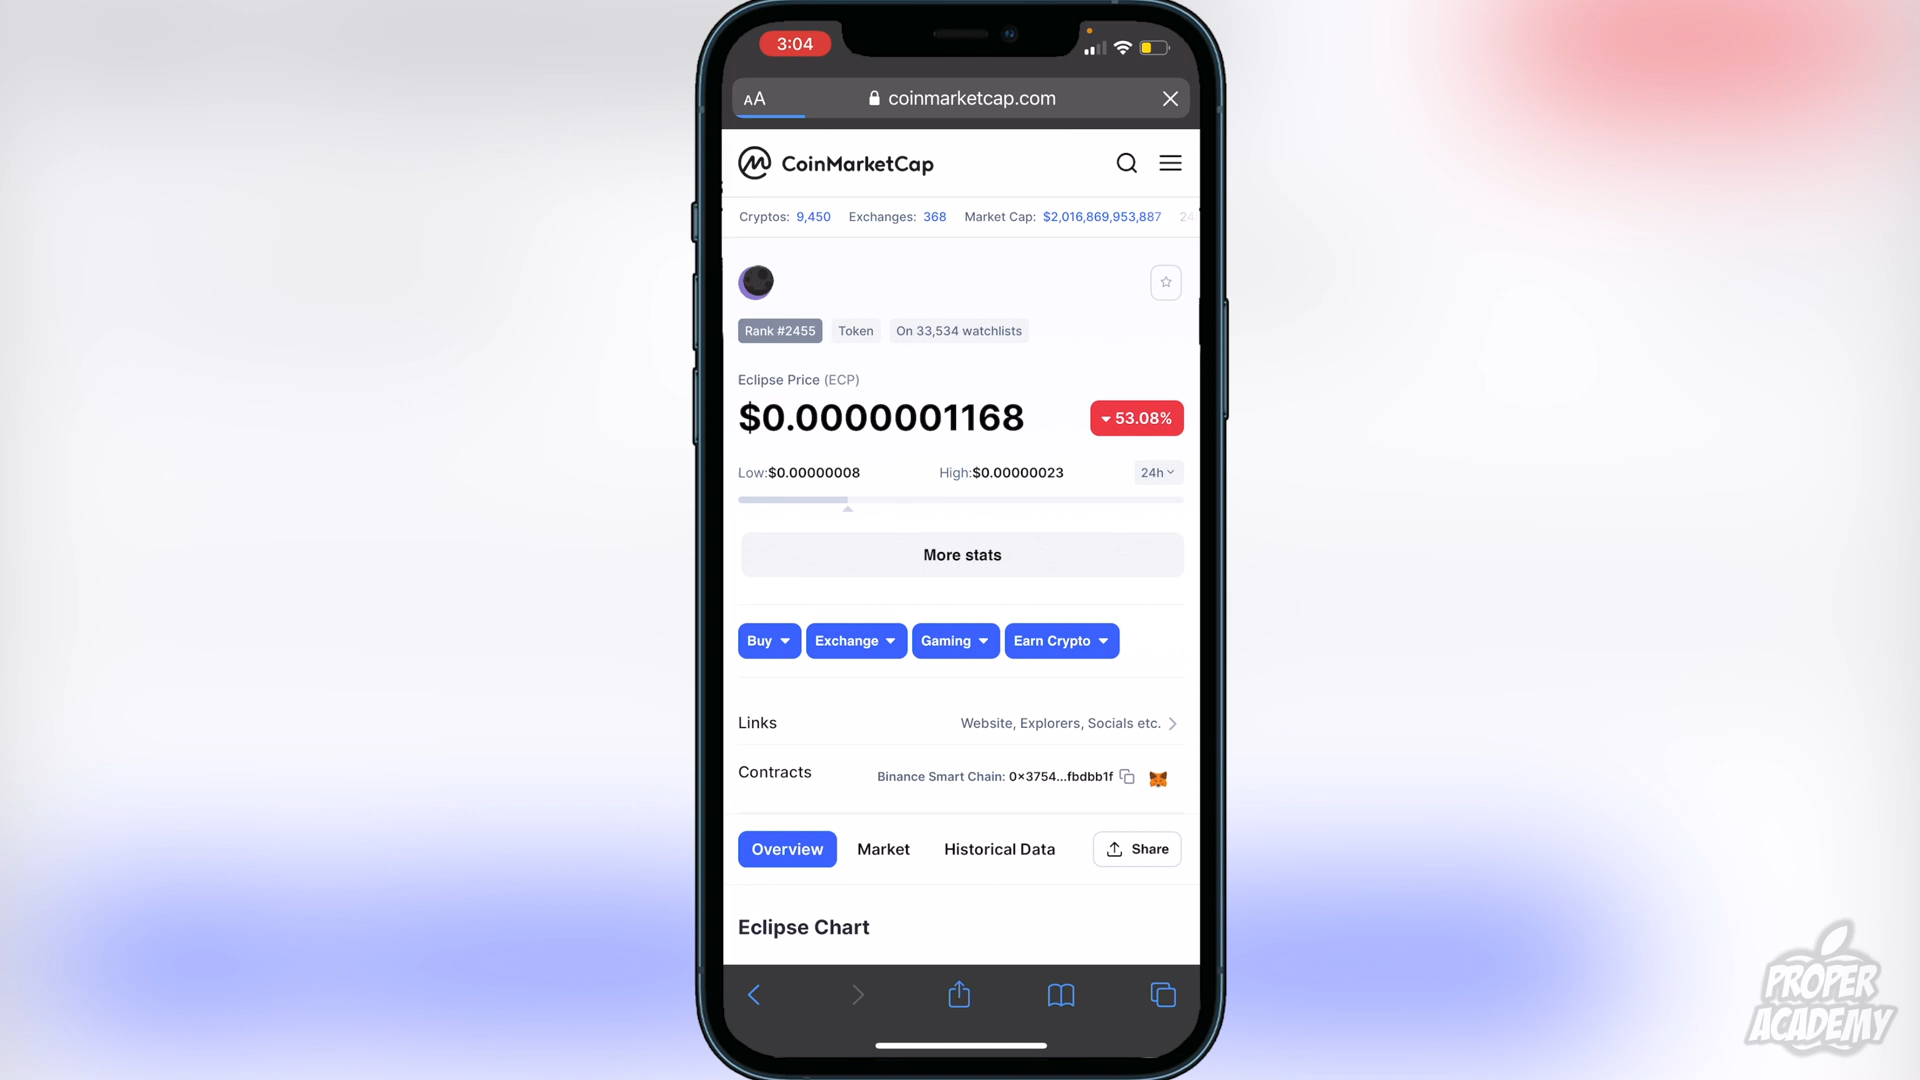 3:04
AA coinmarketcap.com
CoinMarketCap
Cryptos: 9,450 Exchanges: 368 Market Cap: $2,016,869,953,887 24
Rank #2455 Token On 33,534 watchlists
Eclipse Price (ECP)
$0.0000001168 53.08%
Low:$0.00000008 High:$0.00000023 24h
More stats
Buy Exchange Gaming Earn Crypto
Links Website, Explorers, Socials etc.
Contracts Binance Smart Chain: 0x3754...fbdbb1f
Overview Market Historical Data Share
Eclipse Chart
PROPER
ACADEMY